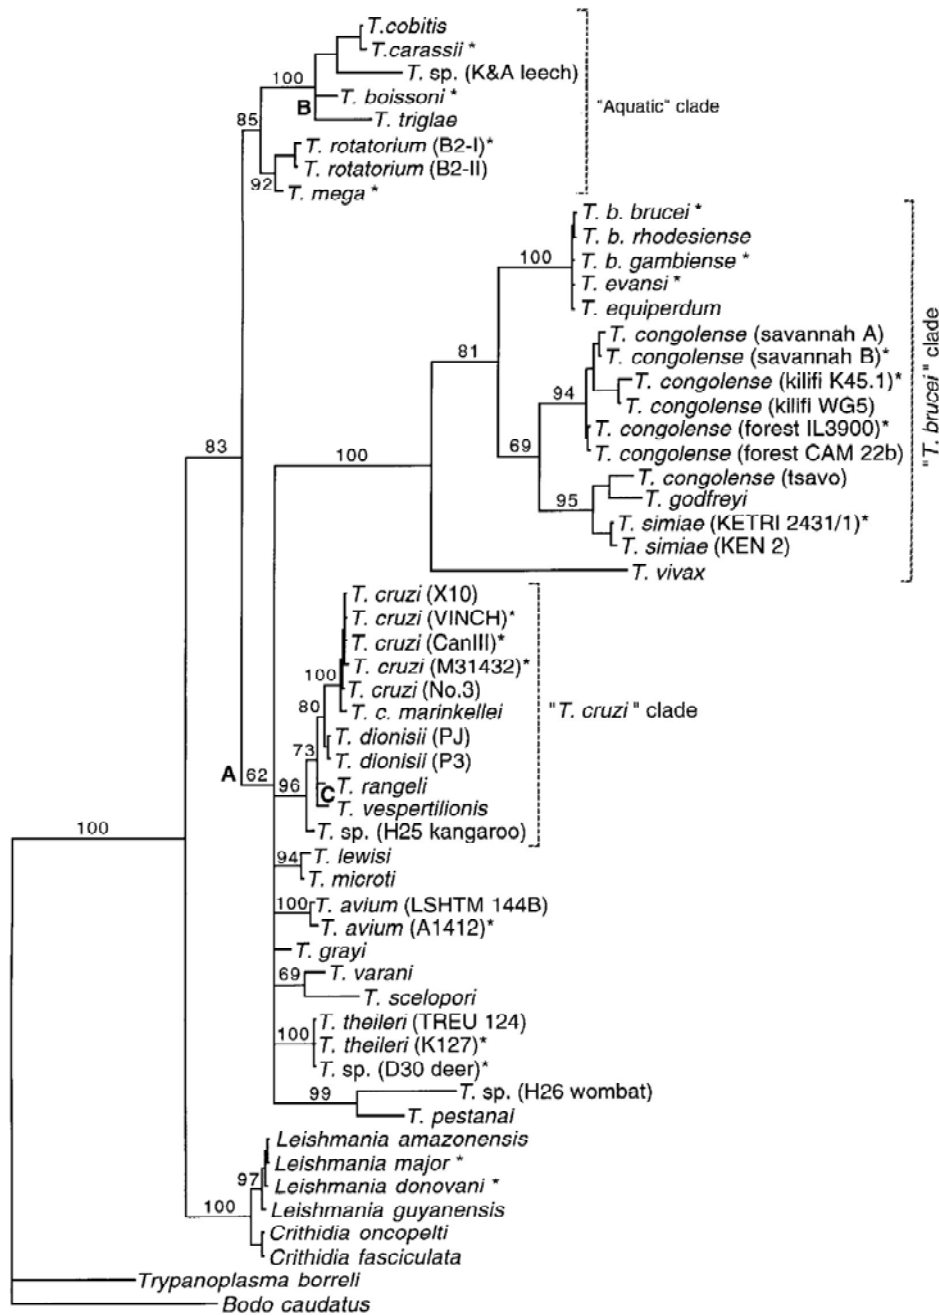 T.cobitis
T.carassii *
T. sp. (K&A leech)
100
T. boissoni *
B
T. triglae
"Aquatic" clade
85
T. rotatorium (B2-I)*
T. rotatorium (B2-II)
92
T. mega *
T. b. brucei *
T. b. rhodesiense
100
T. b. gambiense *
T. evansi *
T. equiperdum
T. congolense (savannah A)
81
T. congolense (savannah B)*
T. congolense (kilifi K45.1)*
94
T. congolense (kilifi WG5)
T. congolense (forest IL3900)*
69
T. congolense (forest CAM 22b)
"T. brucei" clade
83
100
T. congolense (tsavo)
95
T. godfreyi
T. simiae (KETRI 2431/1)*
T. simiae (KEN 2)
T. vivax
T. cruzi (X10)
T. cruzi (VINCH)*
T. cruzi (CanIII)*
100
T. cruzi (M31432)*
T. cruzi (No.3)
80
T. c. marinkellei
"T. cruzi" clade
T. dionisii (PJ)
73
T. dionisii (P3)
A 62
96
T. rangeli
C
T. vespertilionis
T. sp. (H25 kangaroo)
100
94
T. lewisi
T. microti
100
T. avium (LSHTM 144B)
T. avium (A1412)*
T. grayi
69
T. varani
T. scelopori
T. theileri (TREU 124)
100
T. theileri (K127)*
T. sp. (D30 deer)*
99
T. sp. (H26 wombat)
T. pestanai
Leishmania amazonensis
Leishmania major *
97
Leishmania donovani *
100
Leishmania guyanensis
Crithidia oncopelti
Crithidia fasciculata
Trypanoplasma borreli
Bodo caudatus